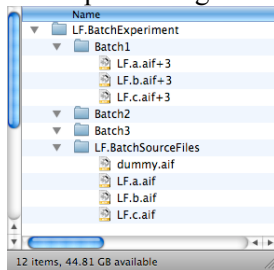 Name
LF.BatchExperiment
Batch1
LF.a.aif+3
LF.b.aif+3
LF.c.aif+3
Batch2
Batch3
LF.BatchSourceFiles
dummy.aif
LF.a.aif
LF.b.aif
LF.c.aif
12 items, 44.81 GB available